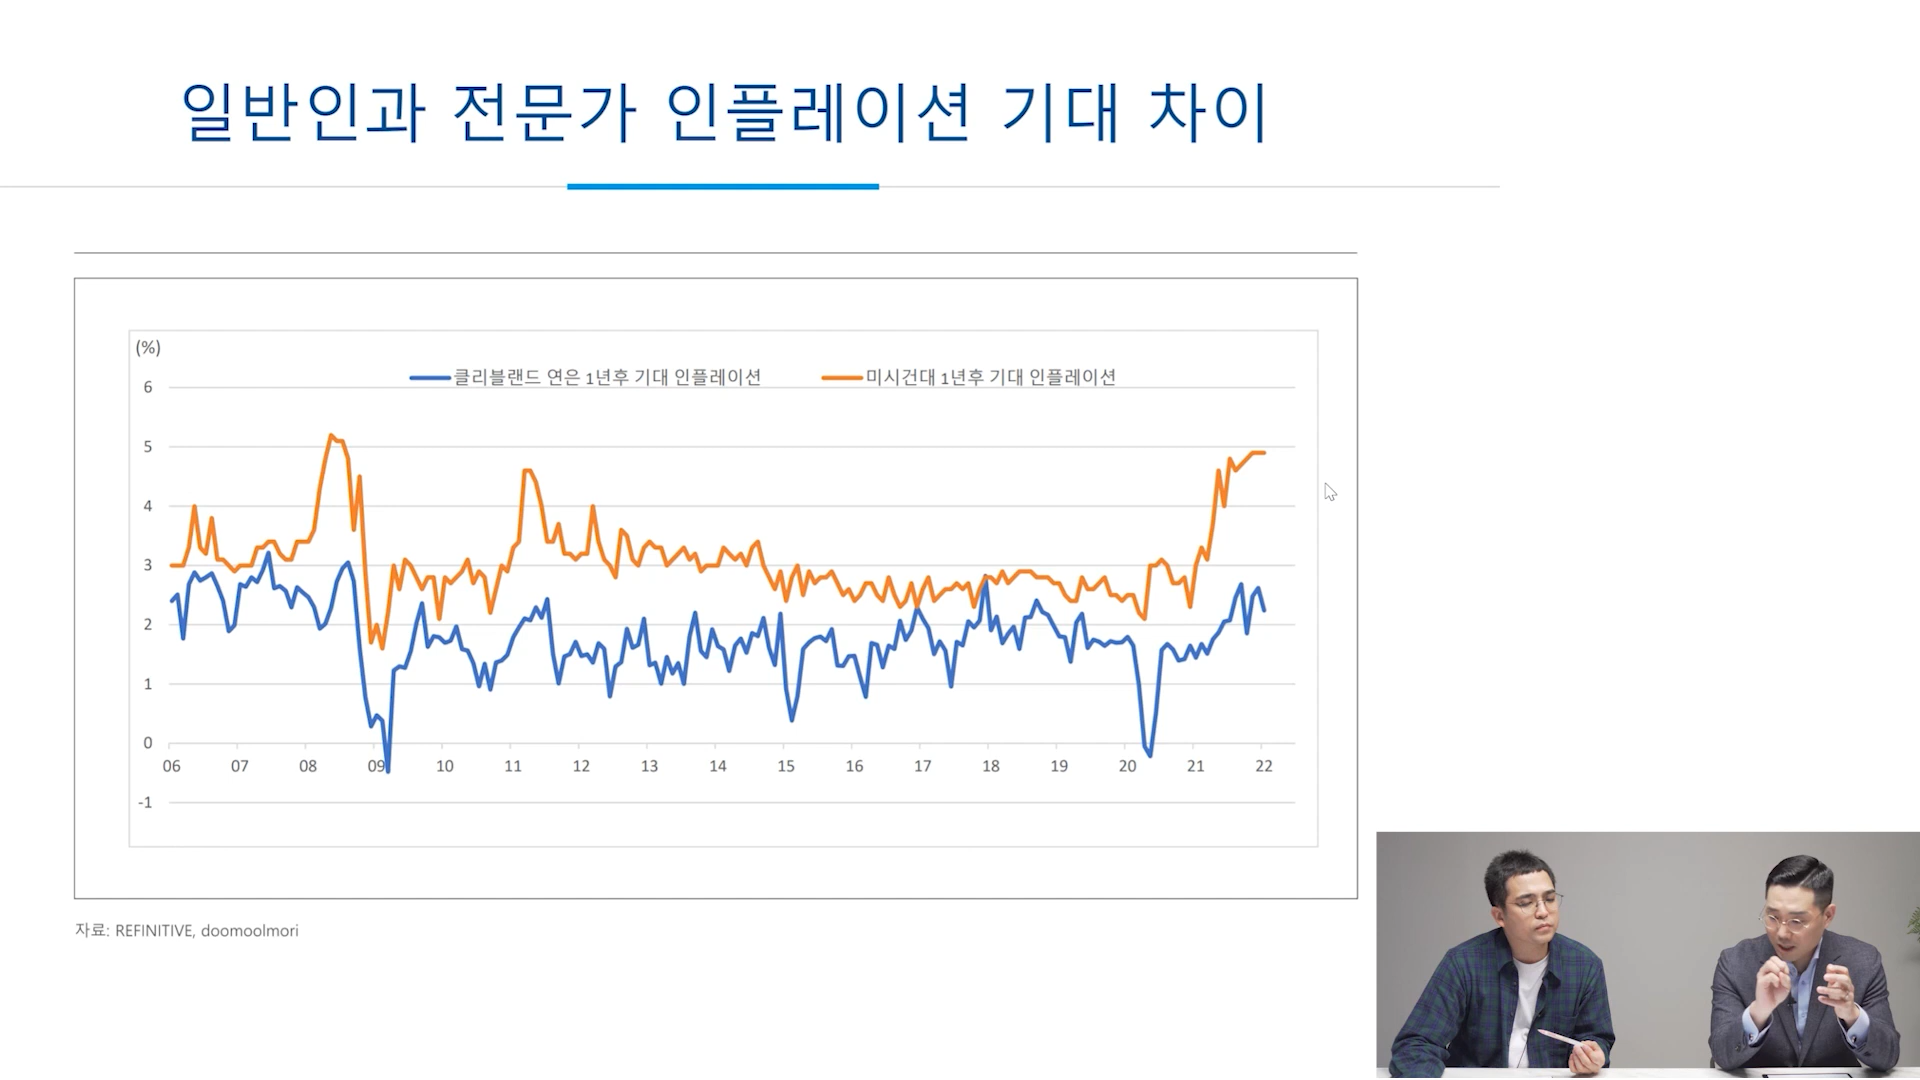 일반인과 전문가 인플레이션 기대 차이
(%)
클리블랜드 연은 1년후 기대 인플레이션 미시건대 1년후 기대 인플레이션
6
5
4
3
2
1
0
06 07 08 09 10 11 12 13 14 15 16 17 18 19 20 21 22
-1
자료: REFINITIVE, doomoolmori